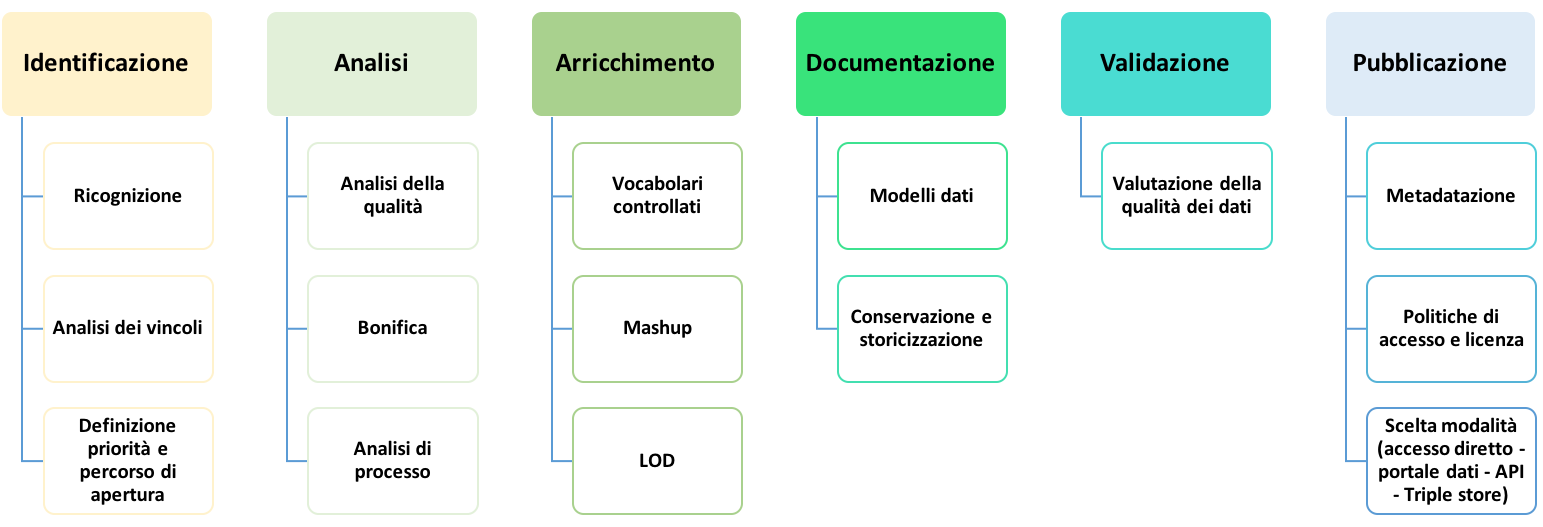 Identificazione
Ricognizione
Analisi dei vincoli
Definizione
priorità e
percorso di
apertura
Analisi
Analisi della
qualità
Bonifica
Analisi di
processo
Arricchimento
Vocabolari
controllati
Mashup
LOD
Documentazione
Modelli dati
Conservazione e
storicizzazione
Validazione
Valutazione della
qualità dei dati
Pubblicazione
Metadatazione
Politiche di
accesso e licenza
Scelta modalità
(accesso diretto -
portale dati - API
- Triple store)